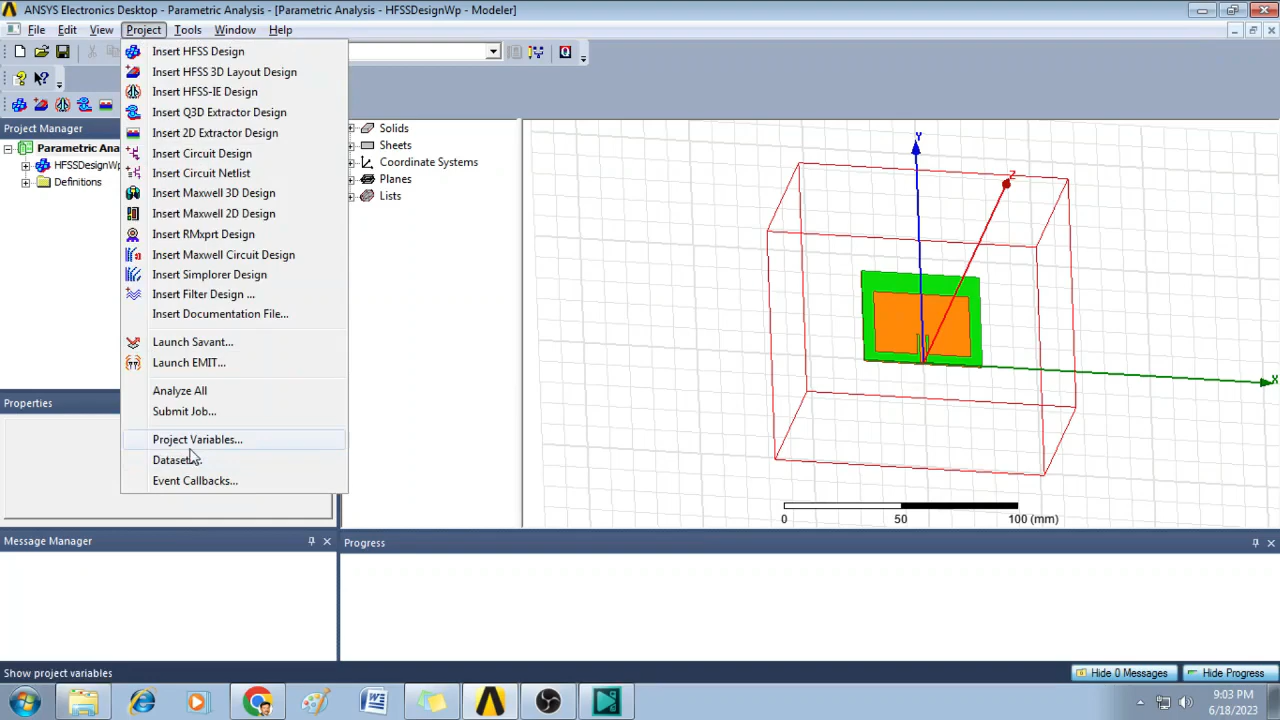 ANSYS Electronics Desktop - Parametric Analysis - [Parametric Analysis - HFSSDesignWp - Modeler]
File Edit View Project Tools Window Help
Insert HFSS Design
Insert HFSS 3D Layout Design
Insert HFSS-IE Design
Insert Q3D Extractor Design
Insert 2D Extractor Design
Insert Circuit Design
Insert Circuit Netlist
Insert Maxwell 3D Design
Insert Maxwell 2D Design
Insert RMxprt Design
Insert Maxwell Circuit Design
Insert Simplorer Design
Insert Filter Design ...
Insert Documentation File...
Launch Savant...
Launch EMIT...
Analyze All
Submit Job...
Project Variables...
Datasets...
Event Callbacks...
Project Manager
Parametric Ana
HFSSDesignWp
Definitions
Properties
Solids
Sheets
Coordinate Systems
Planes
Lists
Y
Z
X
0 50 100 (mm)
Message Manager
Progress
Show project variables
Hide 0 Messages
Hide Progress
9:03 PM
6/18/2023